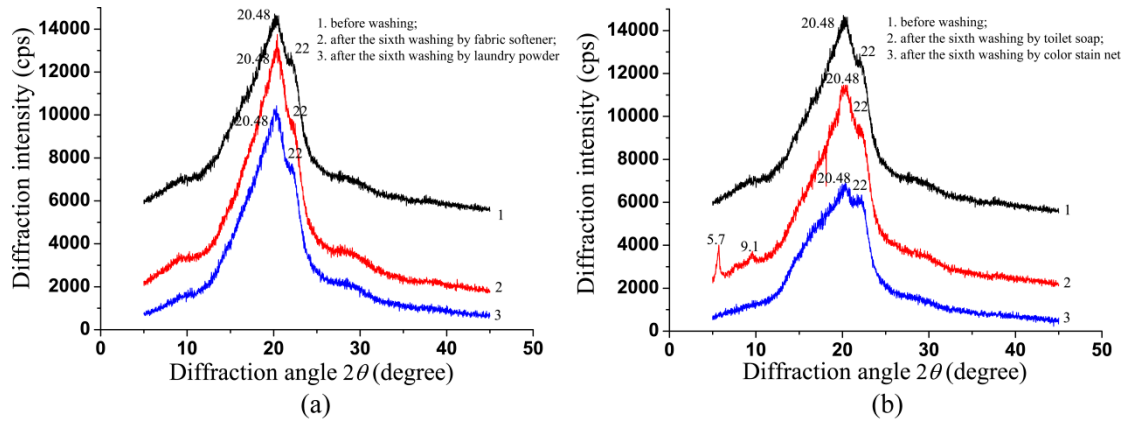 14000
12000
10000
8000
6000
4000
2000
0
Diffraction intensity (cps)
20.48
22
20.48
22
20.48
22
1. before washing;
2. after the sixth washing by fabric softener;
3. after the sixth washing by laundry powder
1
2
3
0 10 20 30 40 50
Diffraction angle 2θ (degree)
(a)
14000
12000
10000
8000
6000
4000
2000
0
Diffraction intensity (cps)
20.48
22
20.48
22
20.48
22
5.7
9.1
1. before washing;
2. after the sixth washing by toilet soap;
3. after the sixth washing by color stain net
1
2
3
0 10 20 30 40 50
Diffraction angle 2θ (degree)
(b)